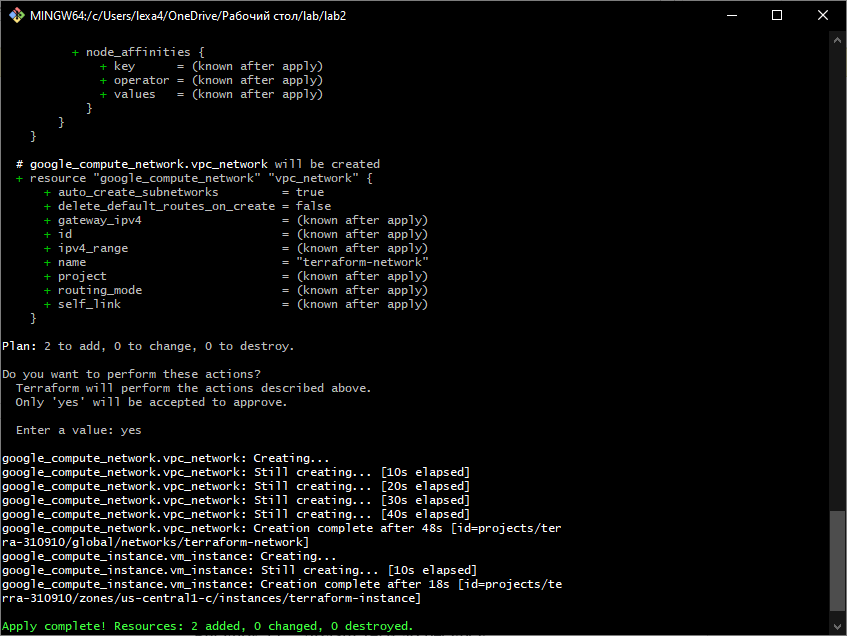 MINGW64:/c/Users/lexa4/OneDrive/Рабочий стол/lab/lab2
+ node_affinities {
+ key      = (known after apply)
+ operator = (known after apply)
+ values   = (known after apply)
}
}
}
# google_compute_network.vpc_network will be created
+ resource "google_compute_network" "vpc_network" {
+ auto_create_subnetworks         = true
+ delete_default_routes_on_create = false
+ gateway_ipv4                    = (known after apply)
+ id                              = (known after apply)
+ ipv4_range                      = (known after apply)
+ name                            = "terraform-network"
+ project                         = (known after apply)
+ routing_mode                    = (known after apply)
+ self_link                       = (known after apply)
}
Plan: 2 to add, 0 to change, 0 to destroy.
Do you want to perform these actions?
Terraform will perform the actions described above.
Only 'yes' will be accepted to approve.
Enter a value: yes
google_compute_network.vpc_network: Creating...
google_compute_network.vpc_network: Still creating... [10s elapsed]
google_compute_network.vpc_network: Still creating... [20s elapsed]
google_compute_network.vpc_network: Still creating... [30s elapsed]
google_compute_network.vpc_network: Still creating... [40s elapsed]
google_compute_network.vpc_network: Creation complete after 48s [id=projects/ter
ra-310910/global/networks/terraform-network]
google_compute_instance.vm_instance: Creating...
google_compute_instance.vm_instance: Still creating... [10s elapsed]
google_compute_instance.vm_instance: Creation complete after 18s [id=projects/te
rra-310910/zones/us-central1-c/instances/terraform-instance]
Apply complete! Resources: 2 added, 0 changed, 0 destroyed.